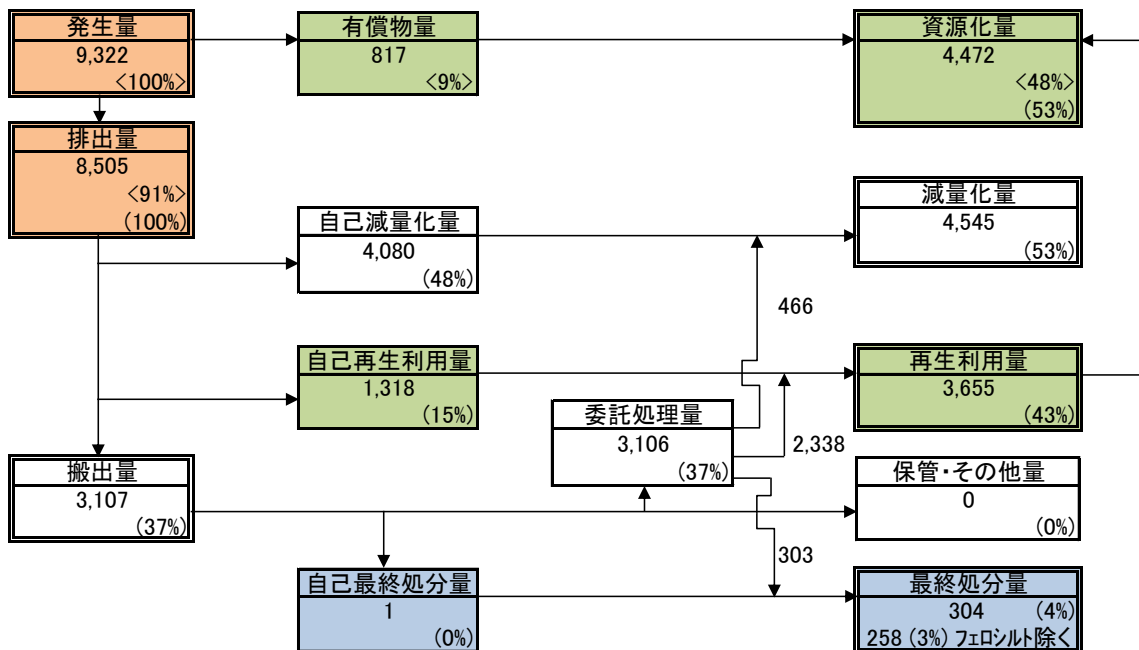 発生量
9,322
<100%>
有償物量
817
<9%>
資源化量
4,472
<48%>
(53%)
排出量
8,505
<91%>
(100%)
自己減量化量
4,080
(48%)
減量化量
4,545
(53%)
466
自己再生利用量
1,318
(15%)
再生利用量
3,655
(43%)
委託処理量
3,106
(37%)
2,338
搬出量
3,107
(37%)
保管・その他量
0
(0%)
303
自己最終処分量
1
(0%)
最終処分量
304 (4%)
258 (3%) フェロシルト除く